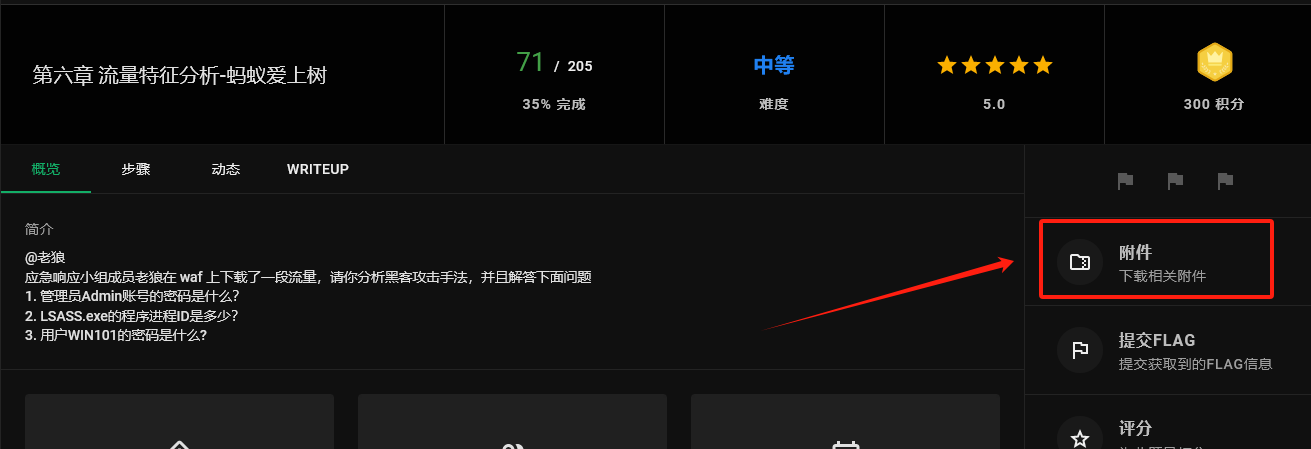 第六章 流量特征分析-蚂蚁爱上树
71 / 205
35% 完成
中等
难度
5.0
300 积分
概览
步骤
动态
WRITEUP
简介
@老狼
应急响应小组成员老狼在 waf 上下载了一段流量，请你分析黑客攻击手法，并且解答下面问题
1. 管理员Admin账号的密码是什么？
2. LSASS.exe的程序进程ID是多少？
3. 用户WIN101的密码是什么?
附件
下载相关附件
提交FLAG
提交获取到的FLAG信息
评分